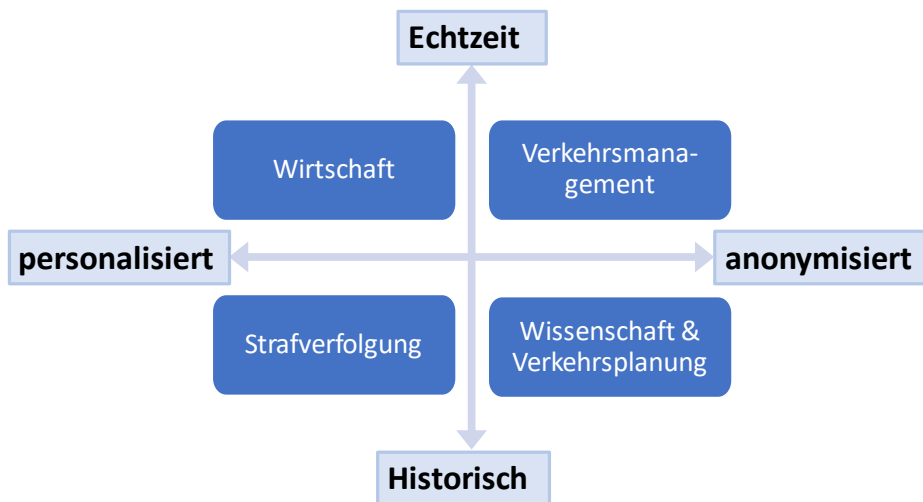 Echtzeit
Wirtschaft
Verkehrsmana-
gement
personalisiert
anonymisiert
Strafverfolgung
Wissenschaft &
Verkehrsplanung
Historisch